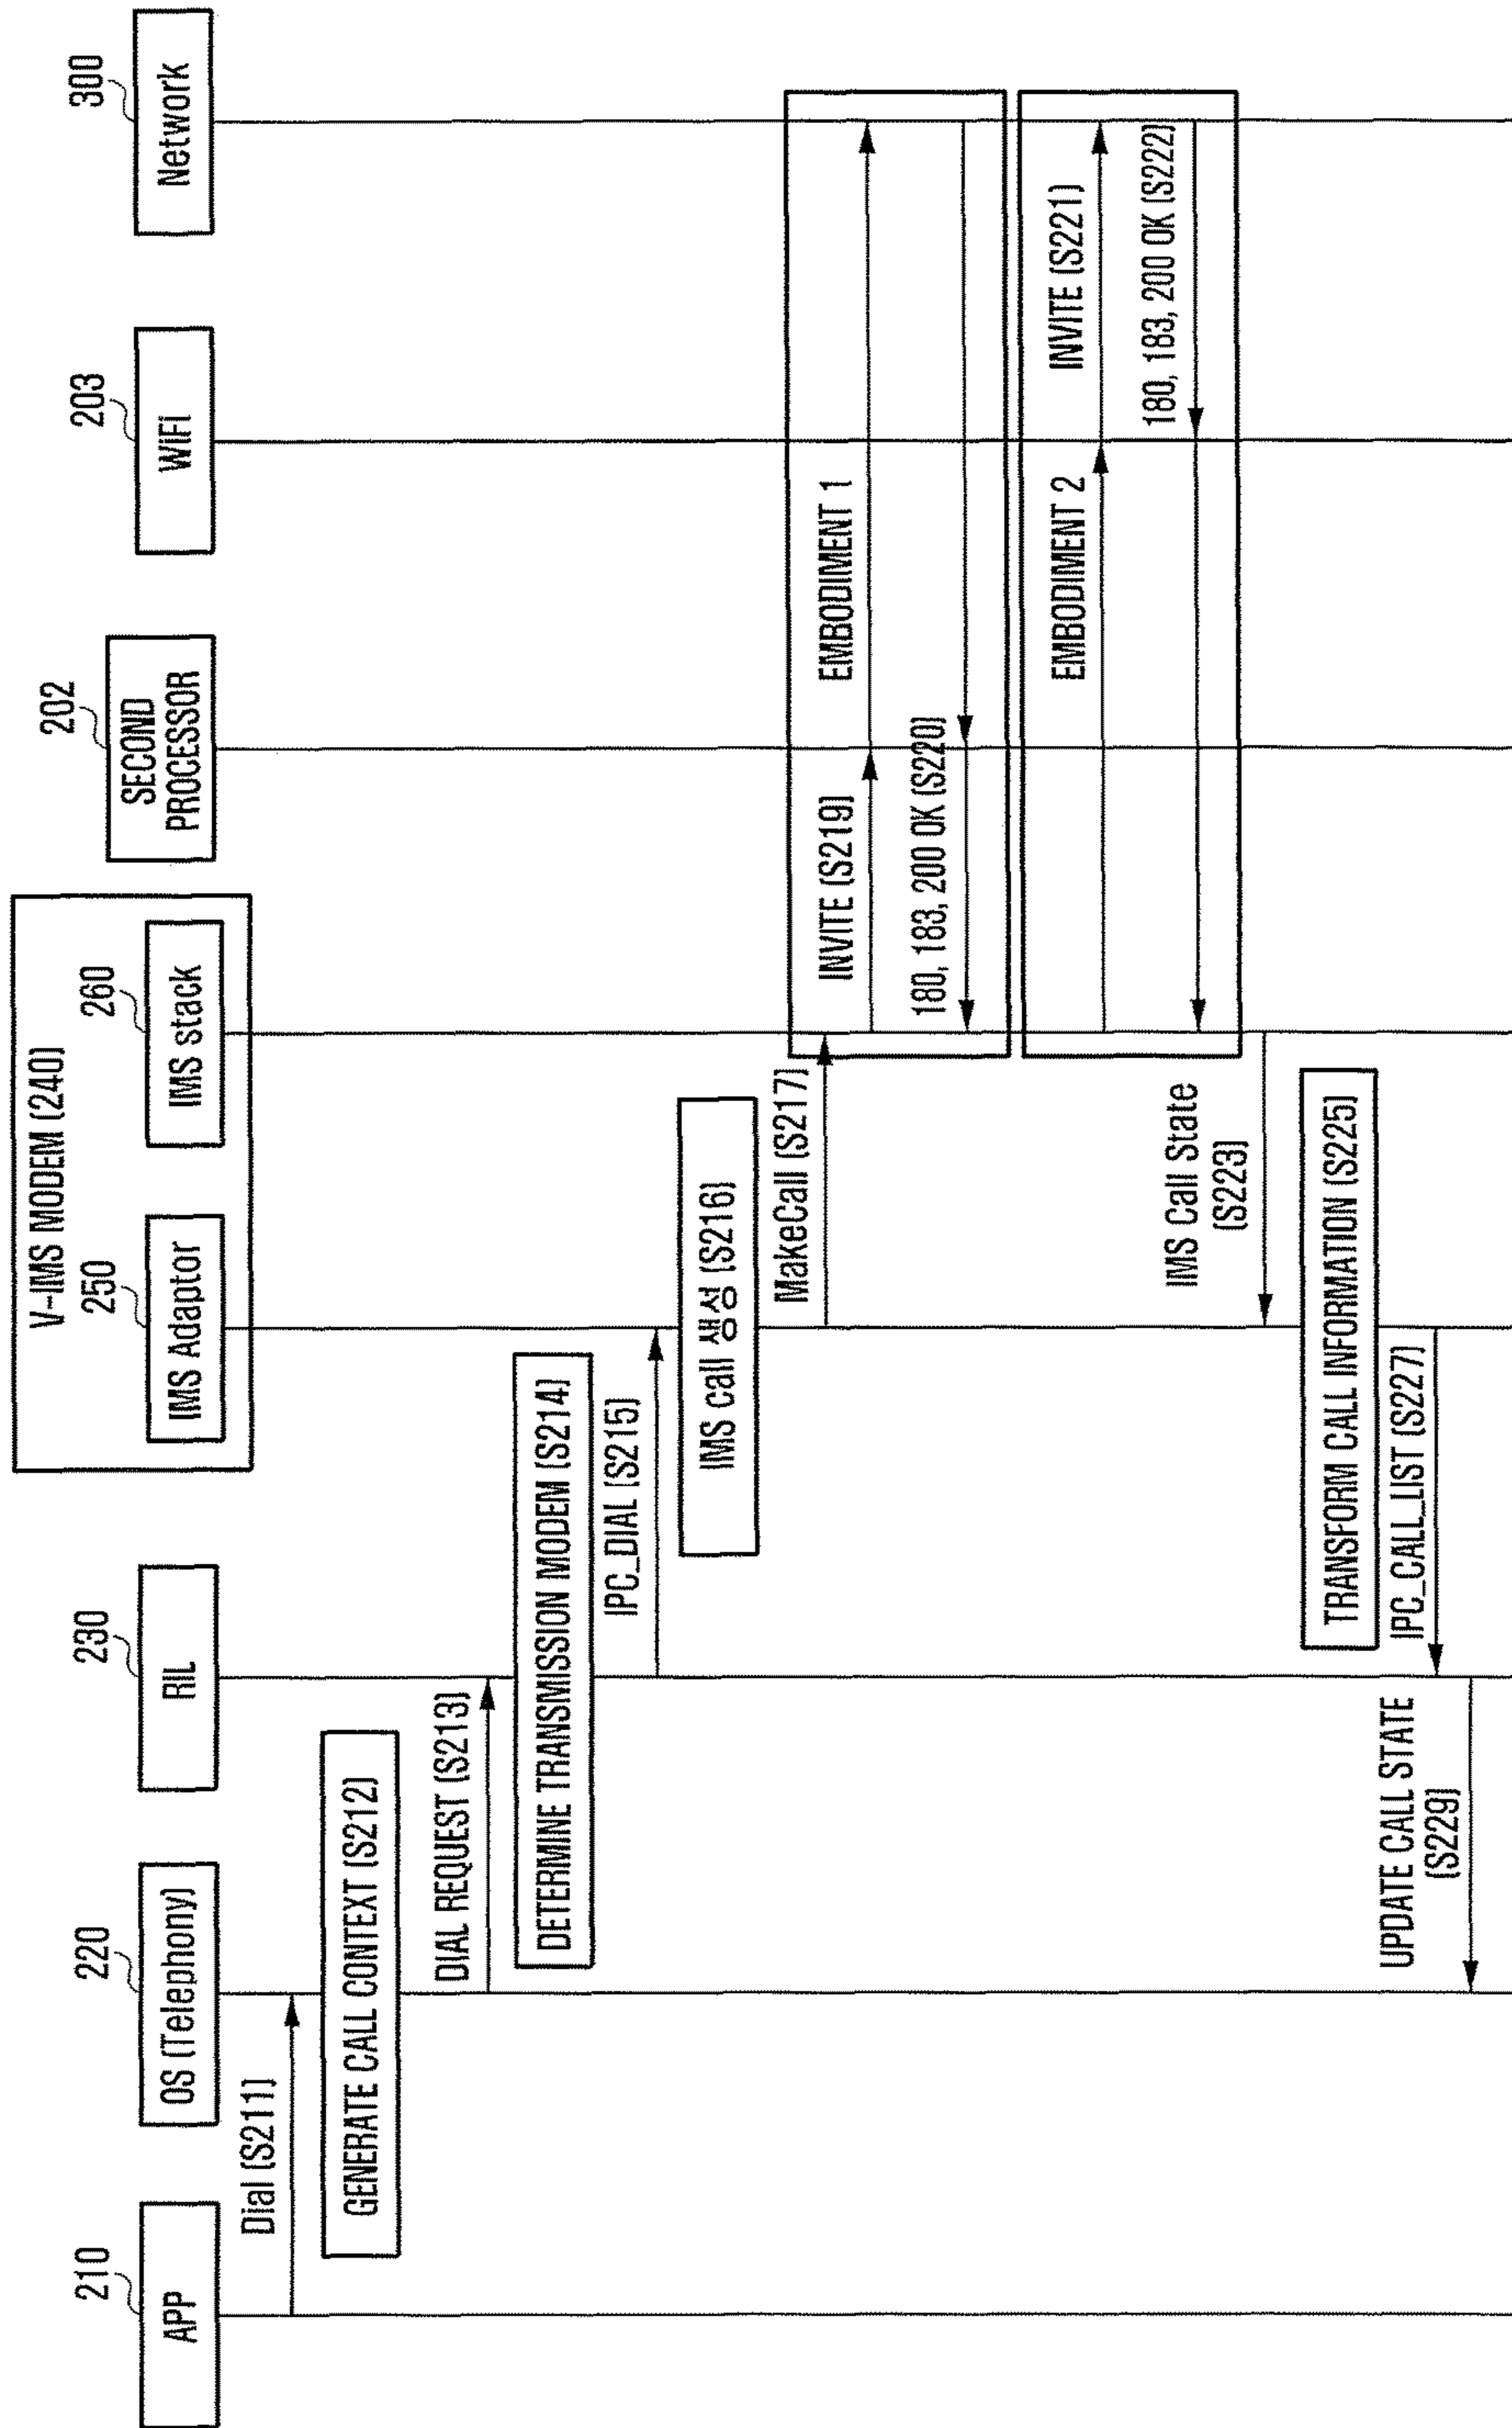 210
APP
220
OS (Telephony)
230
RIL
V-IMS MODEM (240)
250
IMS Adaptor
260
IMS stack
202
SECOND
PROCESSOR
203
WIFi
300
Network
Dial (S211)
GENERATE CALL CONTEXT (S212)
DIAL REQUEST (S213)
DETERMINE TRANSMISSION MODEM (S214)
IPC_DIAL (S215)
IMS call 생성 (S216)
MakeCall (S217)
INVITE (S219)
EMBODIMENT 1
180, 183, 200 OK (S220)
EMBODIMENT 2
INVITE (S221)
180, 183, 200 OK (S222)
IMS Call State
(S223)
TRANSFORM CALL INFORMATION (S225)
IPC_CALL_LIST (S227)
UPDATE CALL STATE
(S229)